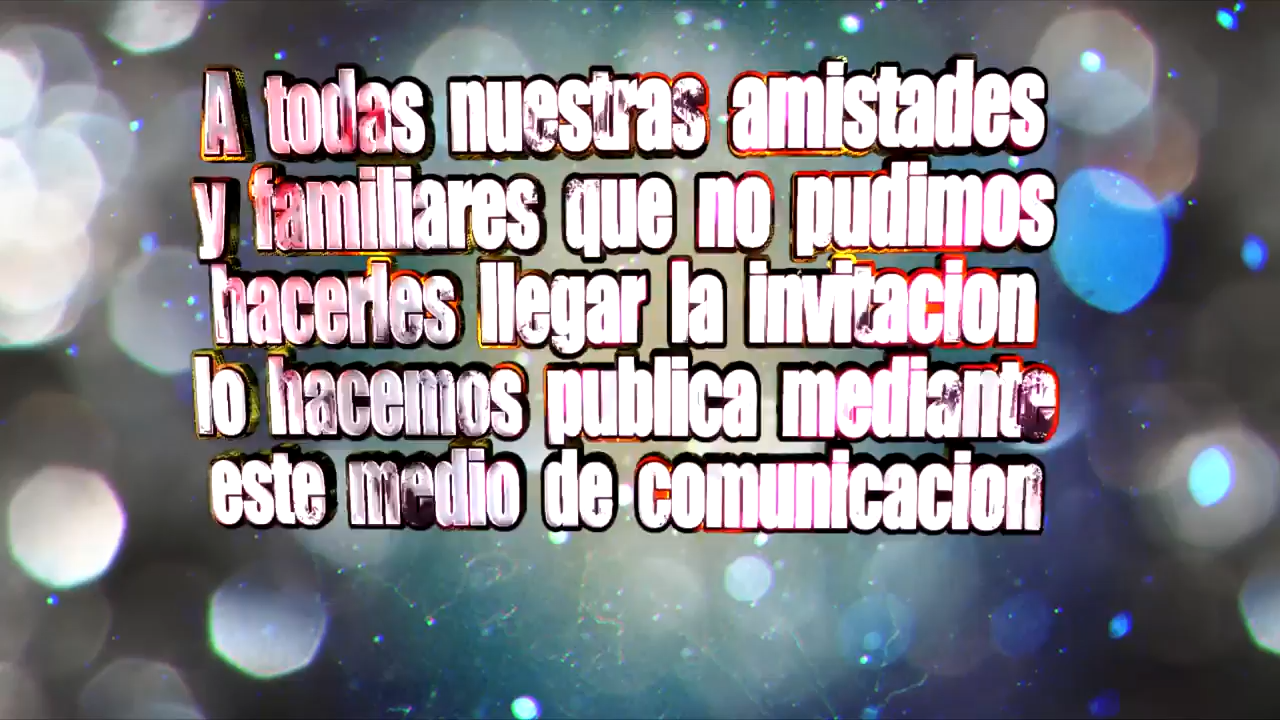 A todas nuestras amistades
y familiares que no pudimos
hacerles llegar la invitacion
lo hacemos publica mediante
este medio de comunicacion